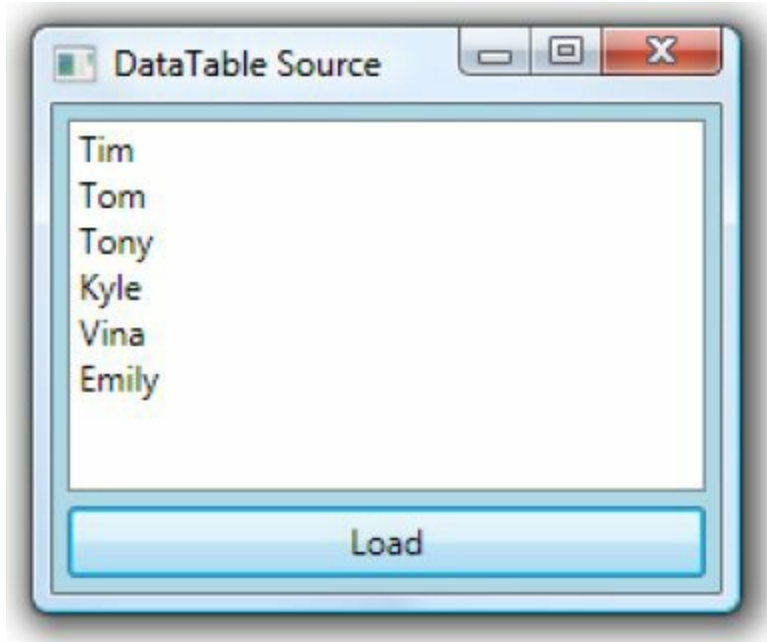 DataTable Source
Tim
Tom
Tony
Kyle
Vina
Emily
Load